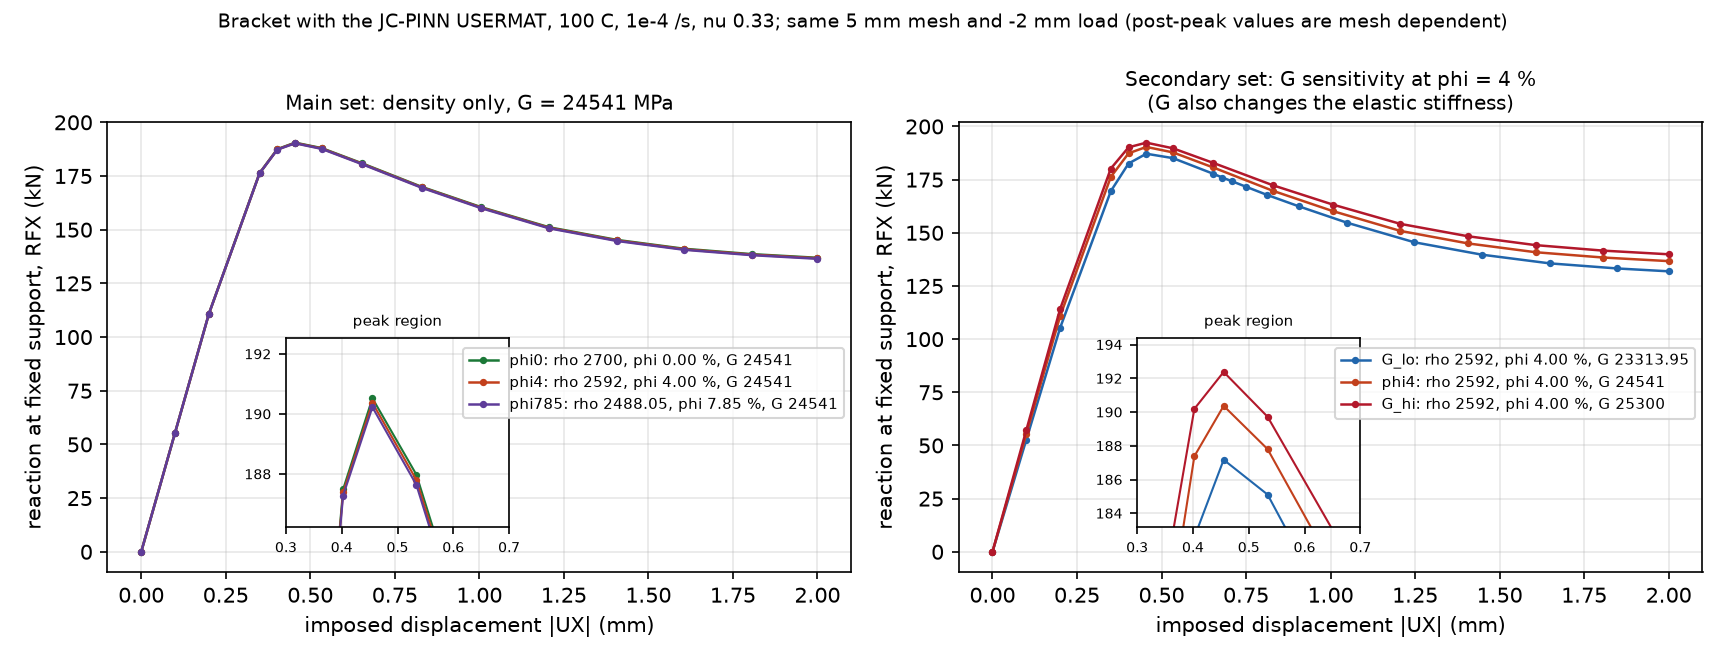 Bracket with the JC-PINN USERMAT, 100 C, 1e-4 /s, nu 0.33; same 5 mm mesh and -2 mm load (post-peak values are mesh dependent)
Main set: density only, G = 24541 MPa
reaction at fixed support, RFX (kN)
200
175
150
125
100
75
50
25
0
0.00 0.25 0.50 0.75 1.00 1.25 1.50 1.75 2.00
imposed displacement |UX| (mm)
peak region
192
190
188
0.3 0.4 0.5 0.6 0.7
phi0: rho 2700, phi 0.00 %, G 24541
phi4: rho 2592, phi 4.00 %, G 24541
phi785: rho 2488.05, phi 7.85 %, G 24541
Secondary set: G sensitivity at phi = 4 %
(G also changes the elastic stiffness)
reaction at fixed support, RFX (kN)
200
175
150
125
100
75
50
25
0
0.00 0.25 0.50 0.75 1.00 1.25 1.50 1.75 2.00
imposed displacement |UX| (mm)
peak region
194
192
190
188
186
184
0.3 0.4 0.5 0.6 0.7
G_lo: rho 2592, phi 4.00 %, G 23313.95
phi4: rho 2592, phi 4.00 %, G 24541
G_hi: rho 2592, phi 4.00 %, G 25300